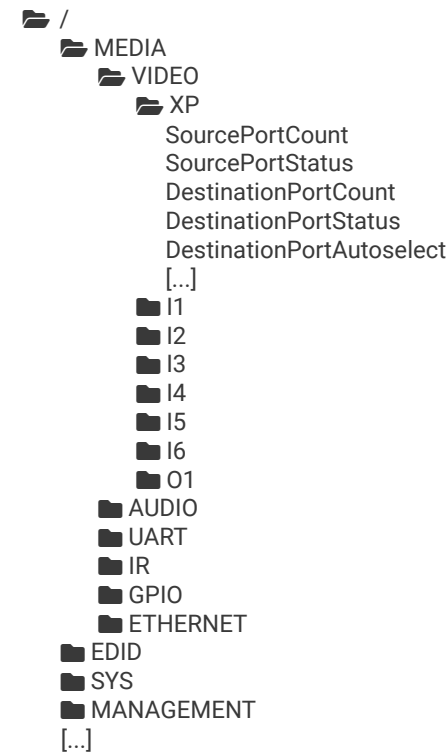 /
MEDIA
VIDEO
XP
SourcePortCount
SourcePortStatus
DestinationPortCount
DestinationPortStatus
DestinationPortAutoselect
[...]
I1
I2
I3
I4
I5
I6
O1
AUDIO
UART
IR
GPIO
ETHERNET
EDID
SYS
MANAGEMENT
[...]